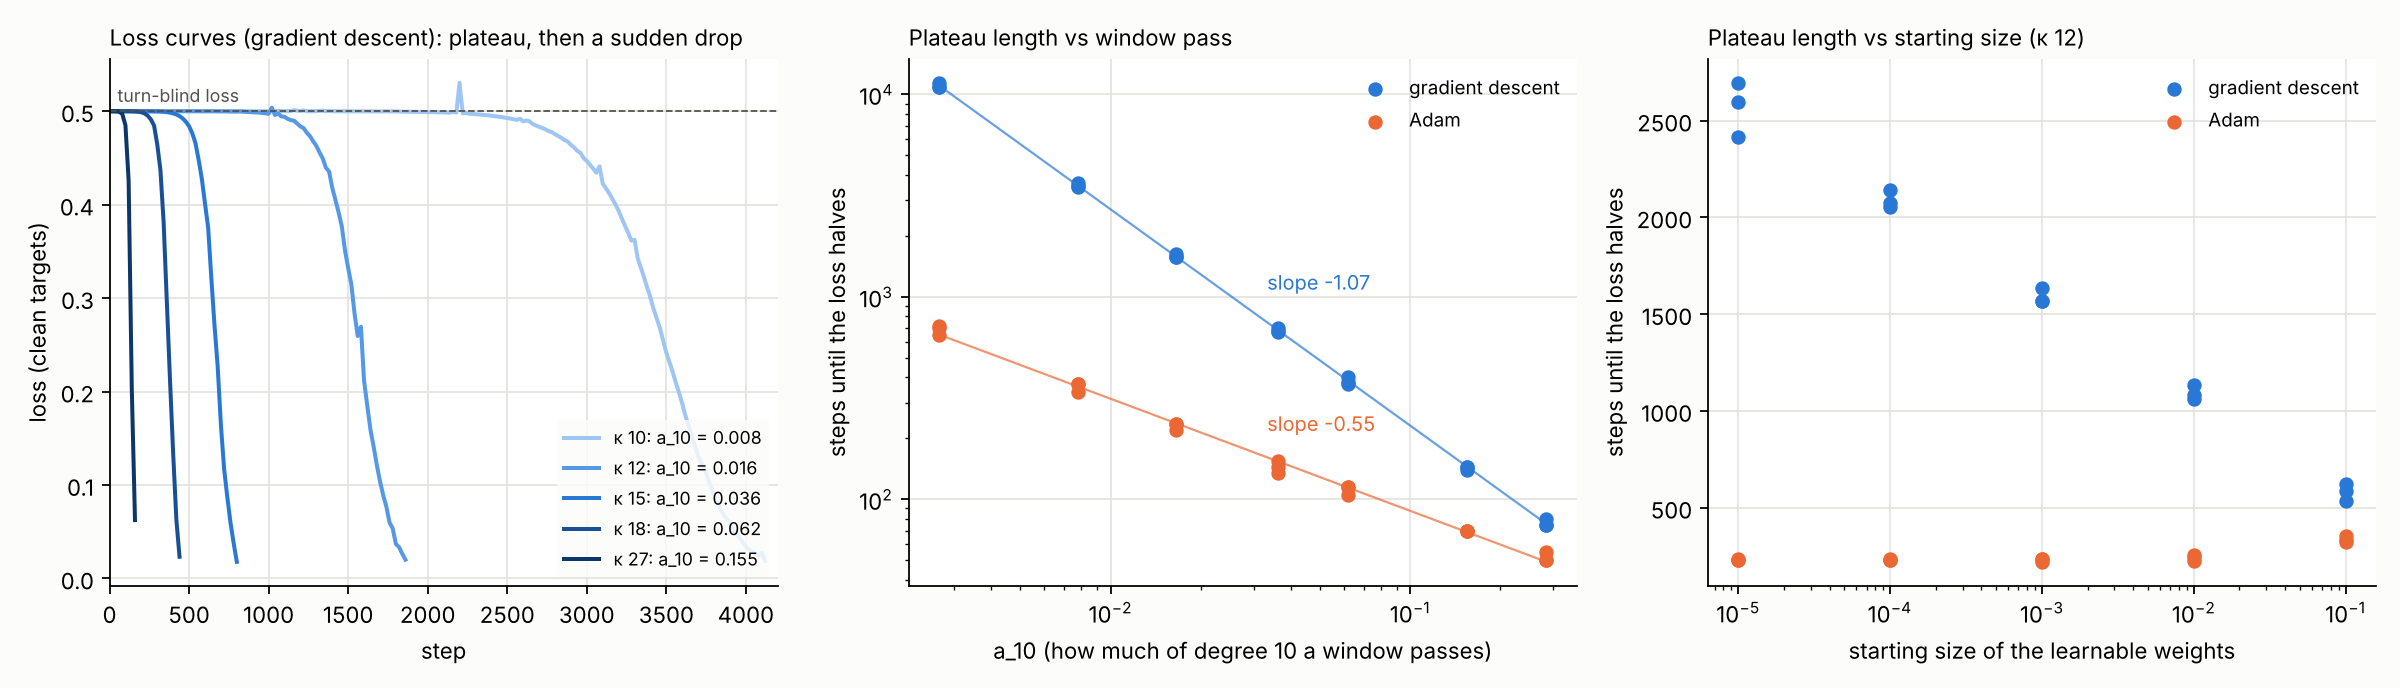 Loss curves (gradient descent): plateau, then a sudden drop
turn-blind loss
0.5
0.4
0.3
0.2
0.1
0.0
loss (clean targets)
κ 10: a_10 = 0.008
κ 12: a_10 = 0.016
κ 15: a_10 = 0.036
κ 18: a_10 = 0.062
κ 27: a_10 = 0.155
0 500 1000 1500 2000 2500 3000 3500 4000
step
Plateau length vs window pass
gradient descent
Adam
10⁴
10³
10²
steps until the loss halves
slope -1.07
slope -0.55
10⁻² 10⁻¹
a_10 (how much of degree 10 a window passes)
Plateau length vs starting size (κ 12)
gradient descent
Adam
2500
2000
1500
1000
500
steps until the loss halves
10⁻⁵ 10⁻⁴ 10⁻³ 10⁻² 10⁻¹
starting size of the learnable weights